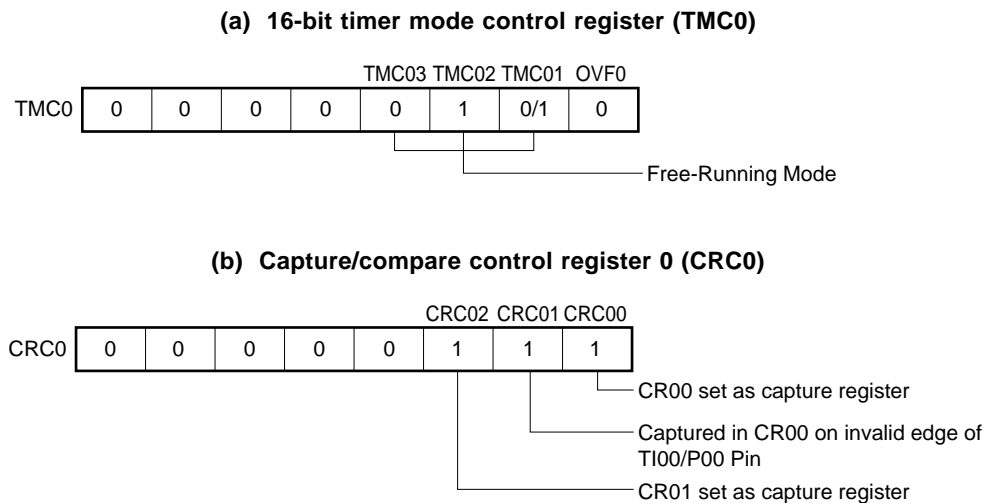 (a) 16-bit timer mode control register (TMC0)
TMC03 TMC02 TMC01 OVF0
TMC0 0 0 0 0 0 1 0/1 0
Free-Running Mode
(b) Capture/compare control register 0 (CRC0)
CRC02 CRC01 CRC00
CRC0 0 0 0 0 0 1 1 1
CR00 set as capture register
Captured in CR00 on invalid edge of
TI00/P00 Pin
CR01 set as capture register